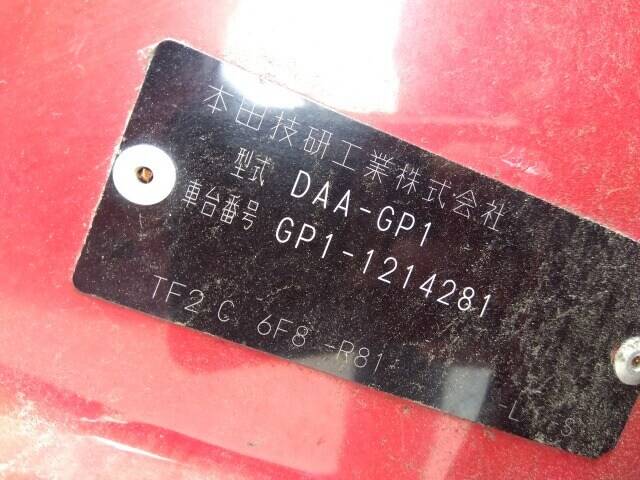 本田技研工業株式会社
型式 DAA-GP1
車台番号 GP1-1214281
TF2 C 6F8 -R81 -L S